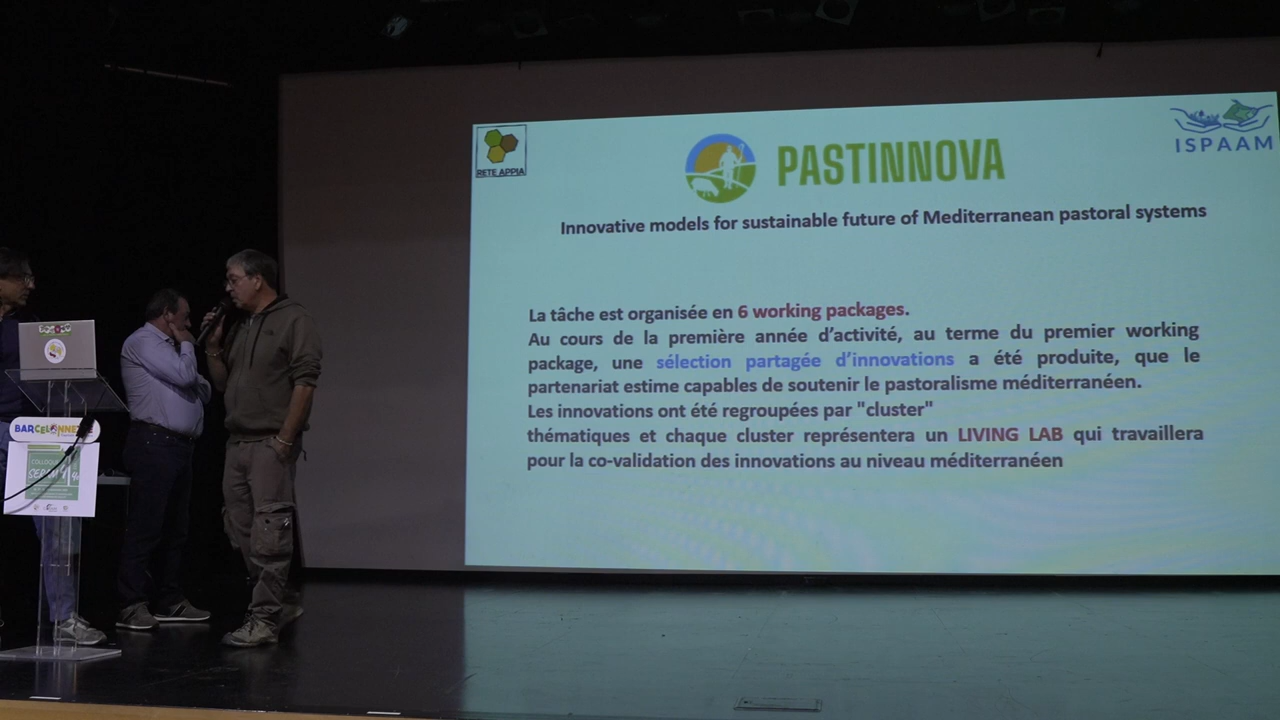 RETE APPIA
PASTINNOVA
ISPAAM
Innovative models for sustainable future of Mediterranean pastoral systems
La tâche est organisée en 6 working packages.
Au cours de la première année d’activité, au terme du premier working
package, une sélection partagée d’innovations a été produite, que le
partenariat estime capables de soutenir le pastoralisme méditerranéen.
Les innovations ont été regroupées par "cluster"
thématiques et chaque cluster représentera un LIVING LAB qui travaillera
pour la co-validation des innovations au niveau méditerranéen
BARCELONNETTE